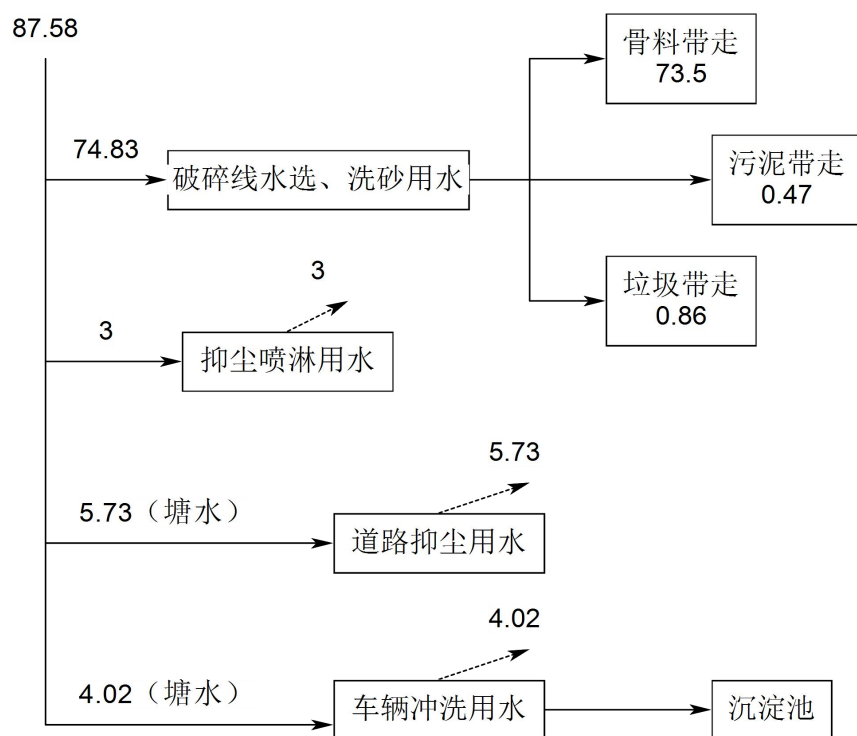 87.58
骨料带走
73.5
74.83
破碎线水选、洗砂用水
污泥带走
0.47
3
垃圾带走
0.86
3
抑尘喷淋用水
5.73
5.73（塘水）
道路抑尘用水
4.02
4.02（塘水）
车辆冲洗用水
沉淀池